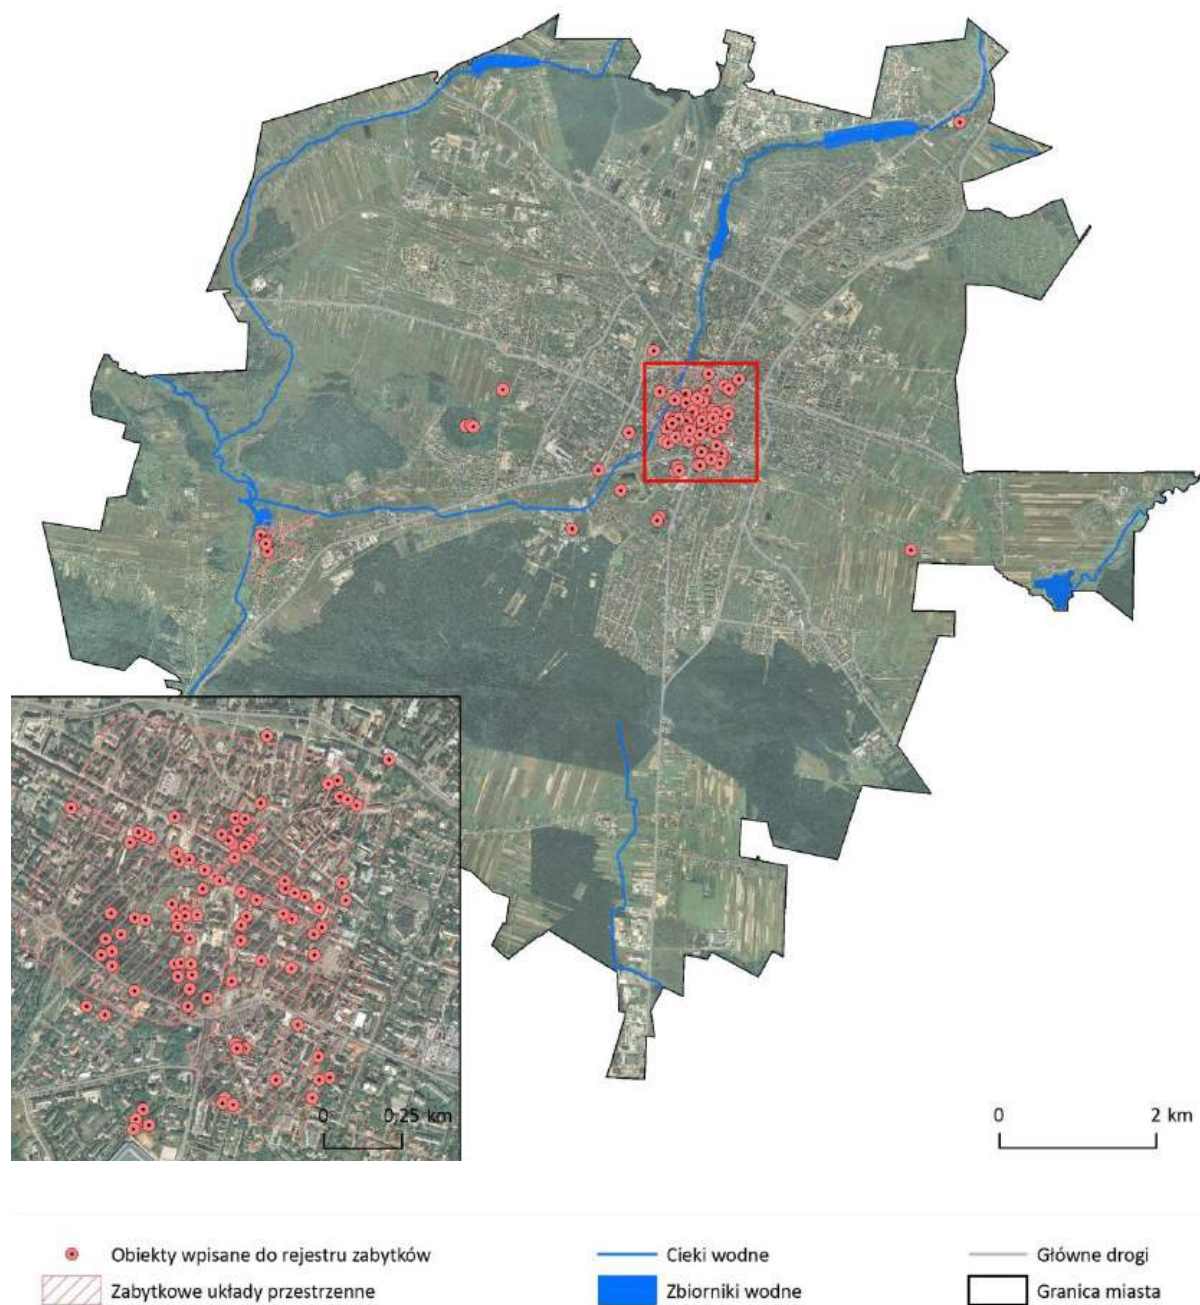 0 0,25 km
0 2 km
Obiekty wpisane do rejestru zabytków
Cieki wodne
Główne drogi
Zabytkowe układy przestrzenne
Zbiorniki wodne
Granica miasta